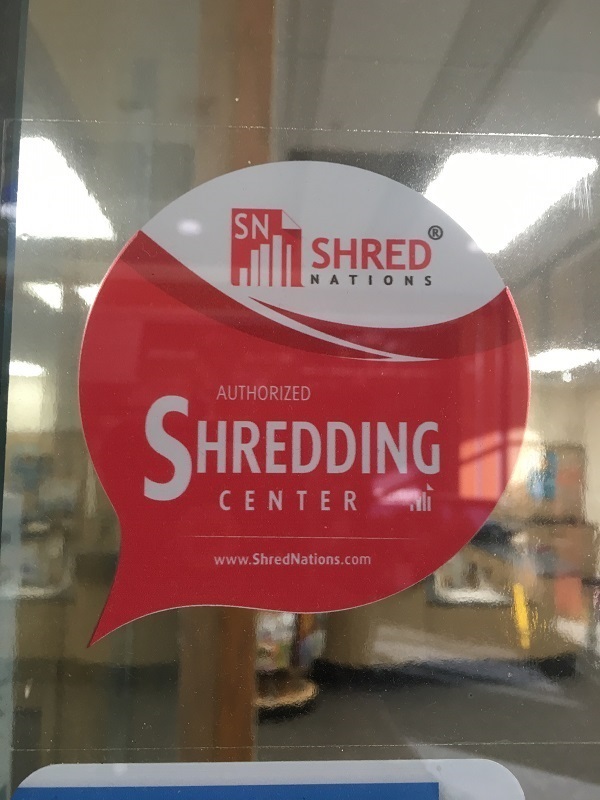 SN
SHRED®
NATIONS
AUTHORIZED
SHREDDING
CENTER
www.ShredNations.com